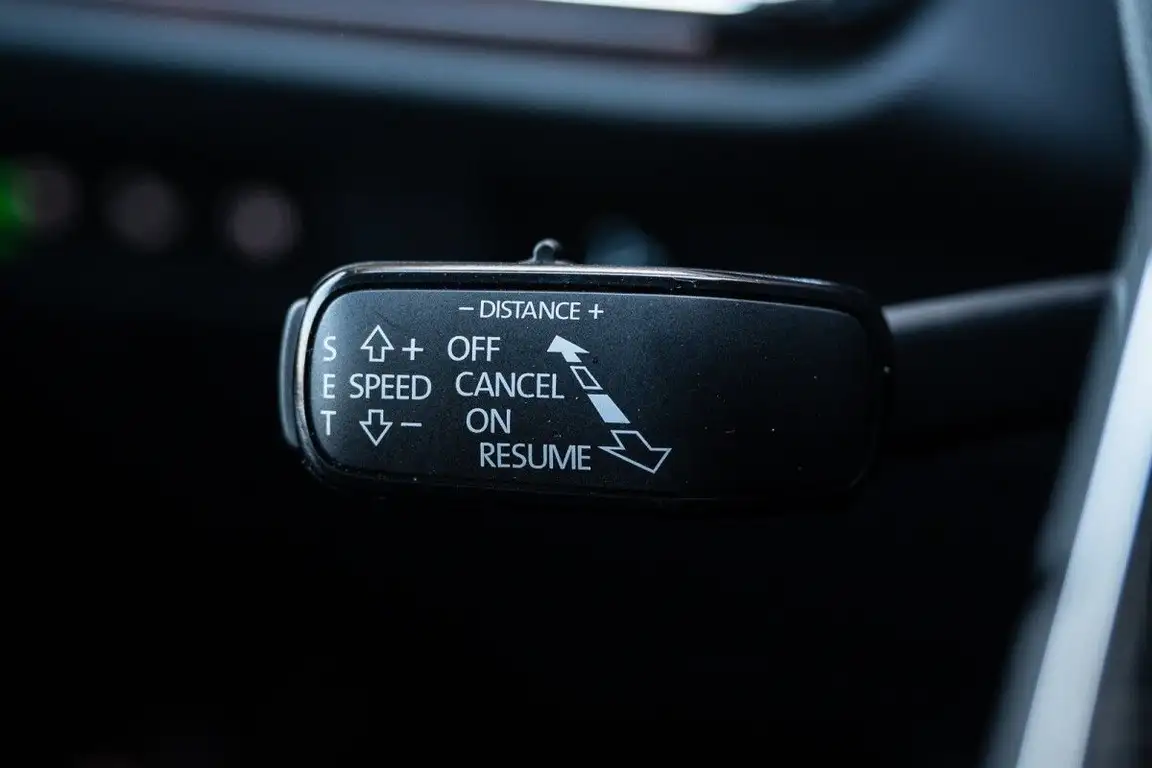 − DISTANCE +
S + OFF
E SPEED CANCEL
T − ON
RESUME